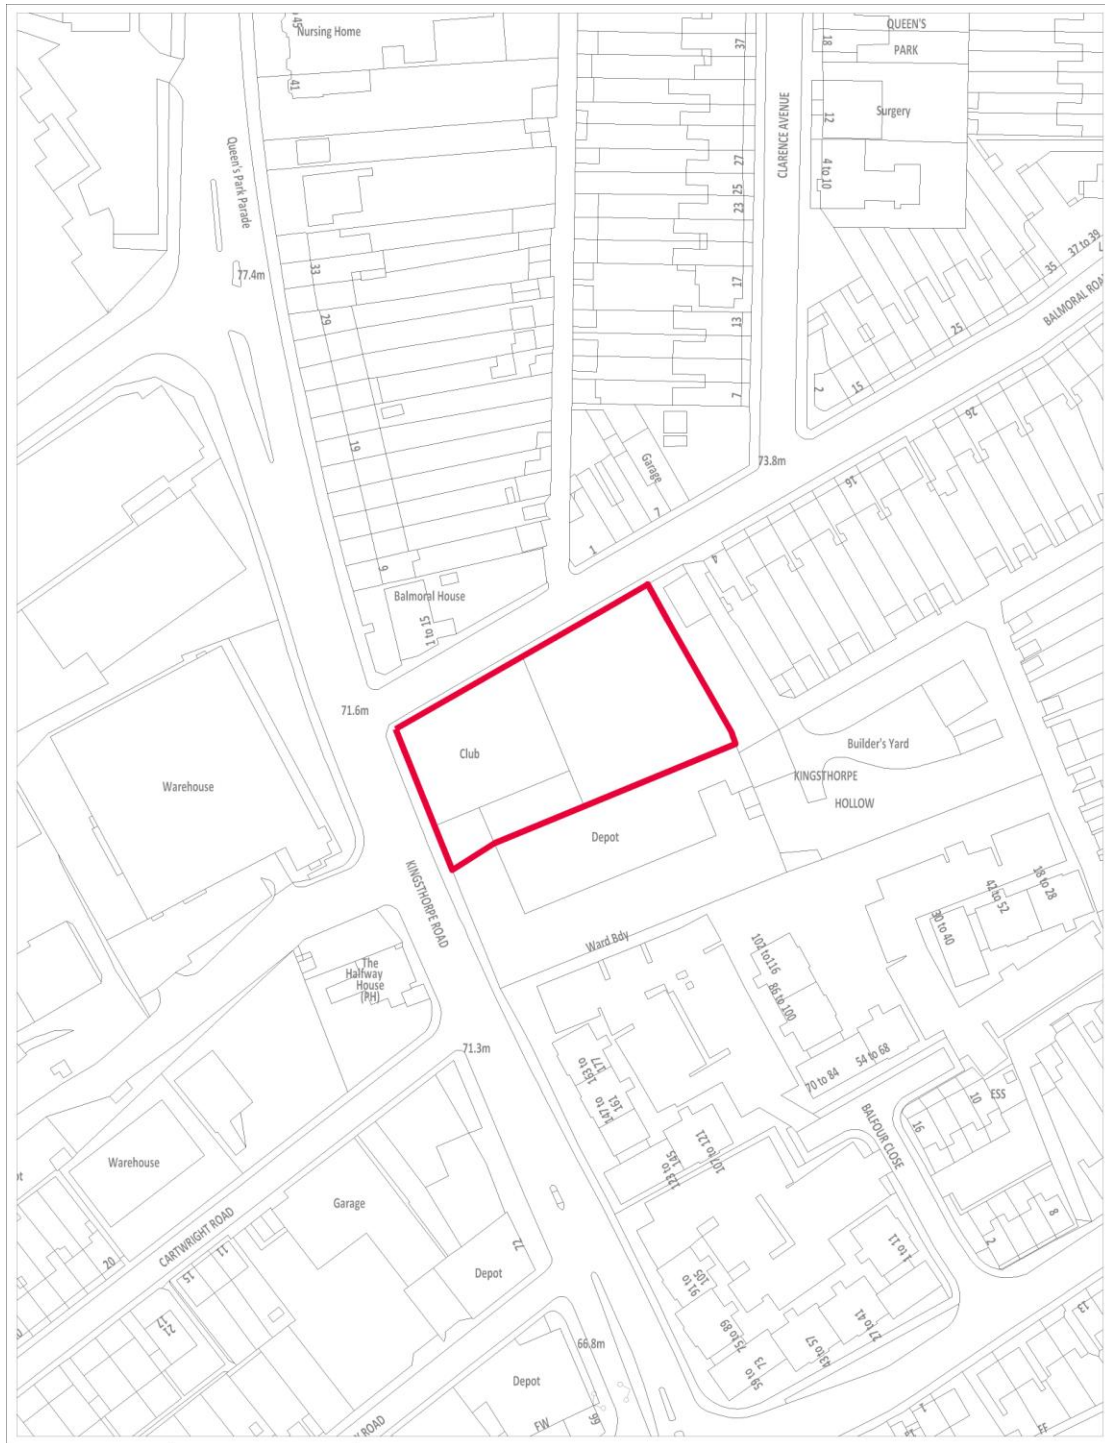 45
Nursing Home
41
37
QUEEN'S
PARK
18
CLARENCE AVENUE
12
Surgery
4 to 10
27
25
23
Queen's Park Parade
77.4m
33
29
17
13
7
37 to 39
35
BALMORAL ROA
25
15
2
26
19
Garage
73.8m
16
7
1
4
9
Balmoral House
1 to 15
71.6m
Club
Warehouse
Builder's Yard
KINGSTHORPE
HOLLOW
Depot
KINGSTHORPE ROAD
Ward Bdy
18 to 28
42 to 52
30 to 40
102 to 116
86 to 100
The
Halfway
House
(PH)
71.3m
54 to 68
70 to 84
163 to
177
147 to
161
107 to 121
123 to
145
BALFOUR CLOSE
16
10
ESS
8
2
Warehouse
Garage
CARTWRIGHT ROAD
20
11
15
17
21
72
Depot
1 to 11
91 to
105
75 to 89
27 to 41
43 to 57
59 to
73
66.8m
13
Depot
FW
66
ROAD
1